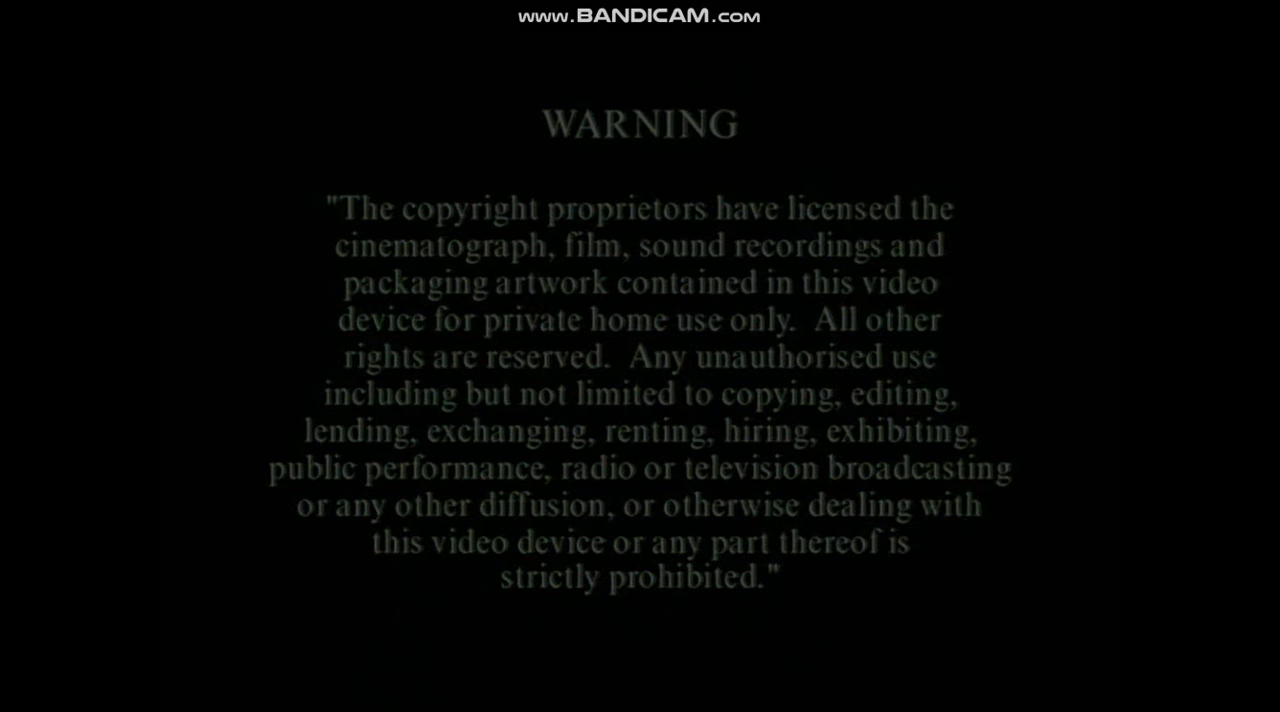 www.BANDICAM.COM
WARNING
"The copyright proprietors have licensed the
cinematograph, film, sound recordings and
packaging artwork contained in this video
device for private home use only.  All other
rights are reserved.  Any unauthorised use
including but not limited to copying, editing,
lending, exchanging, renting, hiring, exhibiting,
public performance, radio or television broadcasting
or any other diffusion, or otherwise dealing with
this video device or any part thereof is
strictly prohibited."